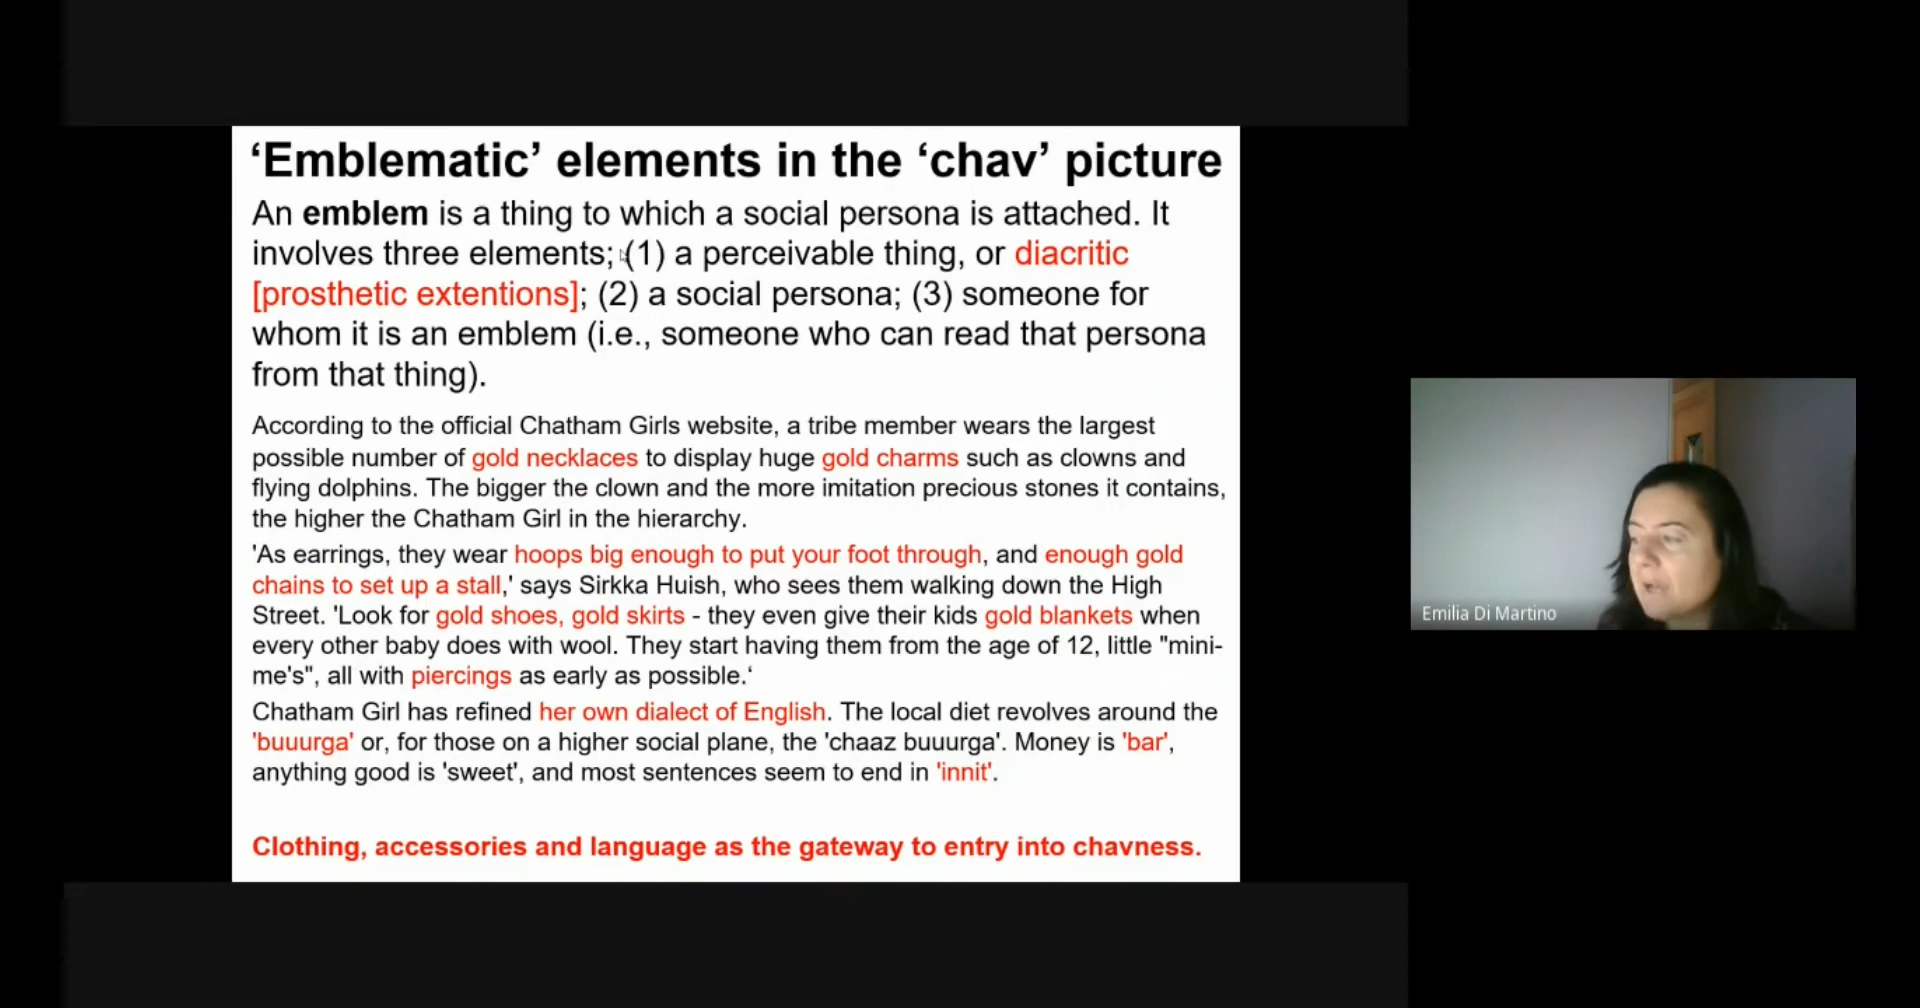 ‘Emblematic’ elements in the ‘chav’ picture
An emblem is a thing to which a social persona is attached. It
involves three elements; (1) a perceivable thing, or diacritic
[prosthetic extentions]; (2) a social persona; (3) someone for
whom it is an emblem (i.e., someone who can read that persona
from that thing).
According to the official Chatham Girls website, a tribe member wears the largest
possible number of gold necklaces to display huge gold charms such as clowns and
flying dolphins. The bigger the clown and the more imitation precious stones it contains,
the higher the Chatham Girl in the hierarchy.
'As earrings, they wear hoops big enough to put your foot through, and enough gold
chains to set up a stall,' says Sirkka Huish, who sees them walking down the High
Street. 'Look for gold shoes, gold skirts - they even give their kids gold blankets when
every other baby does with wool. They start having them from the age of 12, little "mini-
me's", all with piercings as early as possible.‘
Chatham Girl has refined her own dialect of English. The local diet revolves around the
'buuurga' or, for those on a higher social plane, the 'chaaz buuurga'. Money is 'bar',
anything good is 'sweet', and most sentences seem to end in 'innit'.
Clothing, accessories and language as the gateway to entry into chavness.
Emilia Di Martino